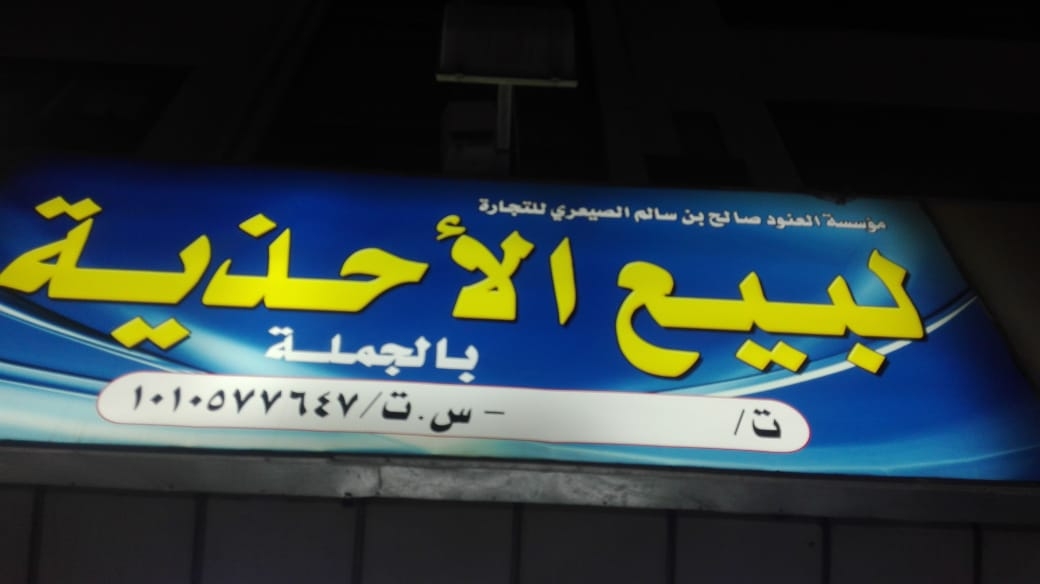 مؤسسة العنود صالح بن سالم الصيعري للتجارة
لبيع الأحذية
بالجملة
ت/ - س.ت/١٠١٠٥٧٧٦٤٧